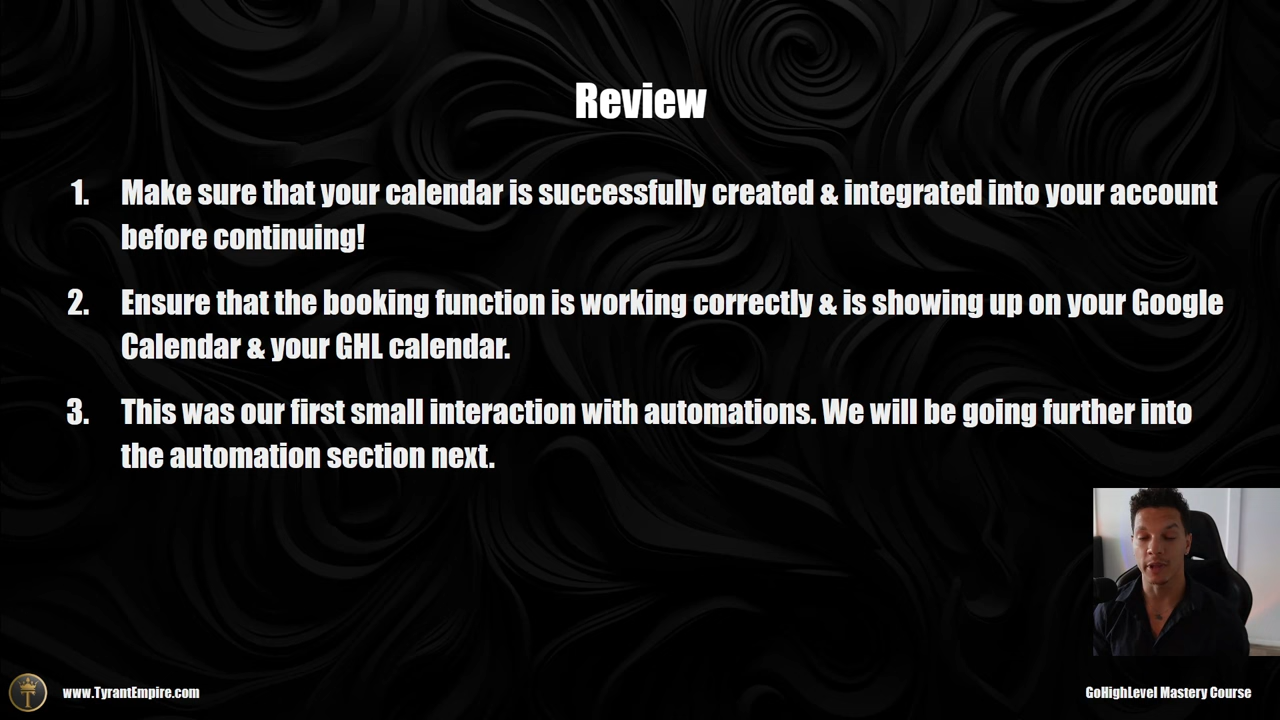 Review
1. Make sure that your calendar is successfully created & integrated into your account
before continuing!
2. Ensure that the booking function is working correctly & is showing up on your Google
Calendar & your GHL calendar.
3. This was our first small interaction with automations. We will be going further into
the automation section next.
T
www.TyrantEmpire.com
GoHighLevel Mastery Course